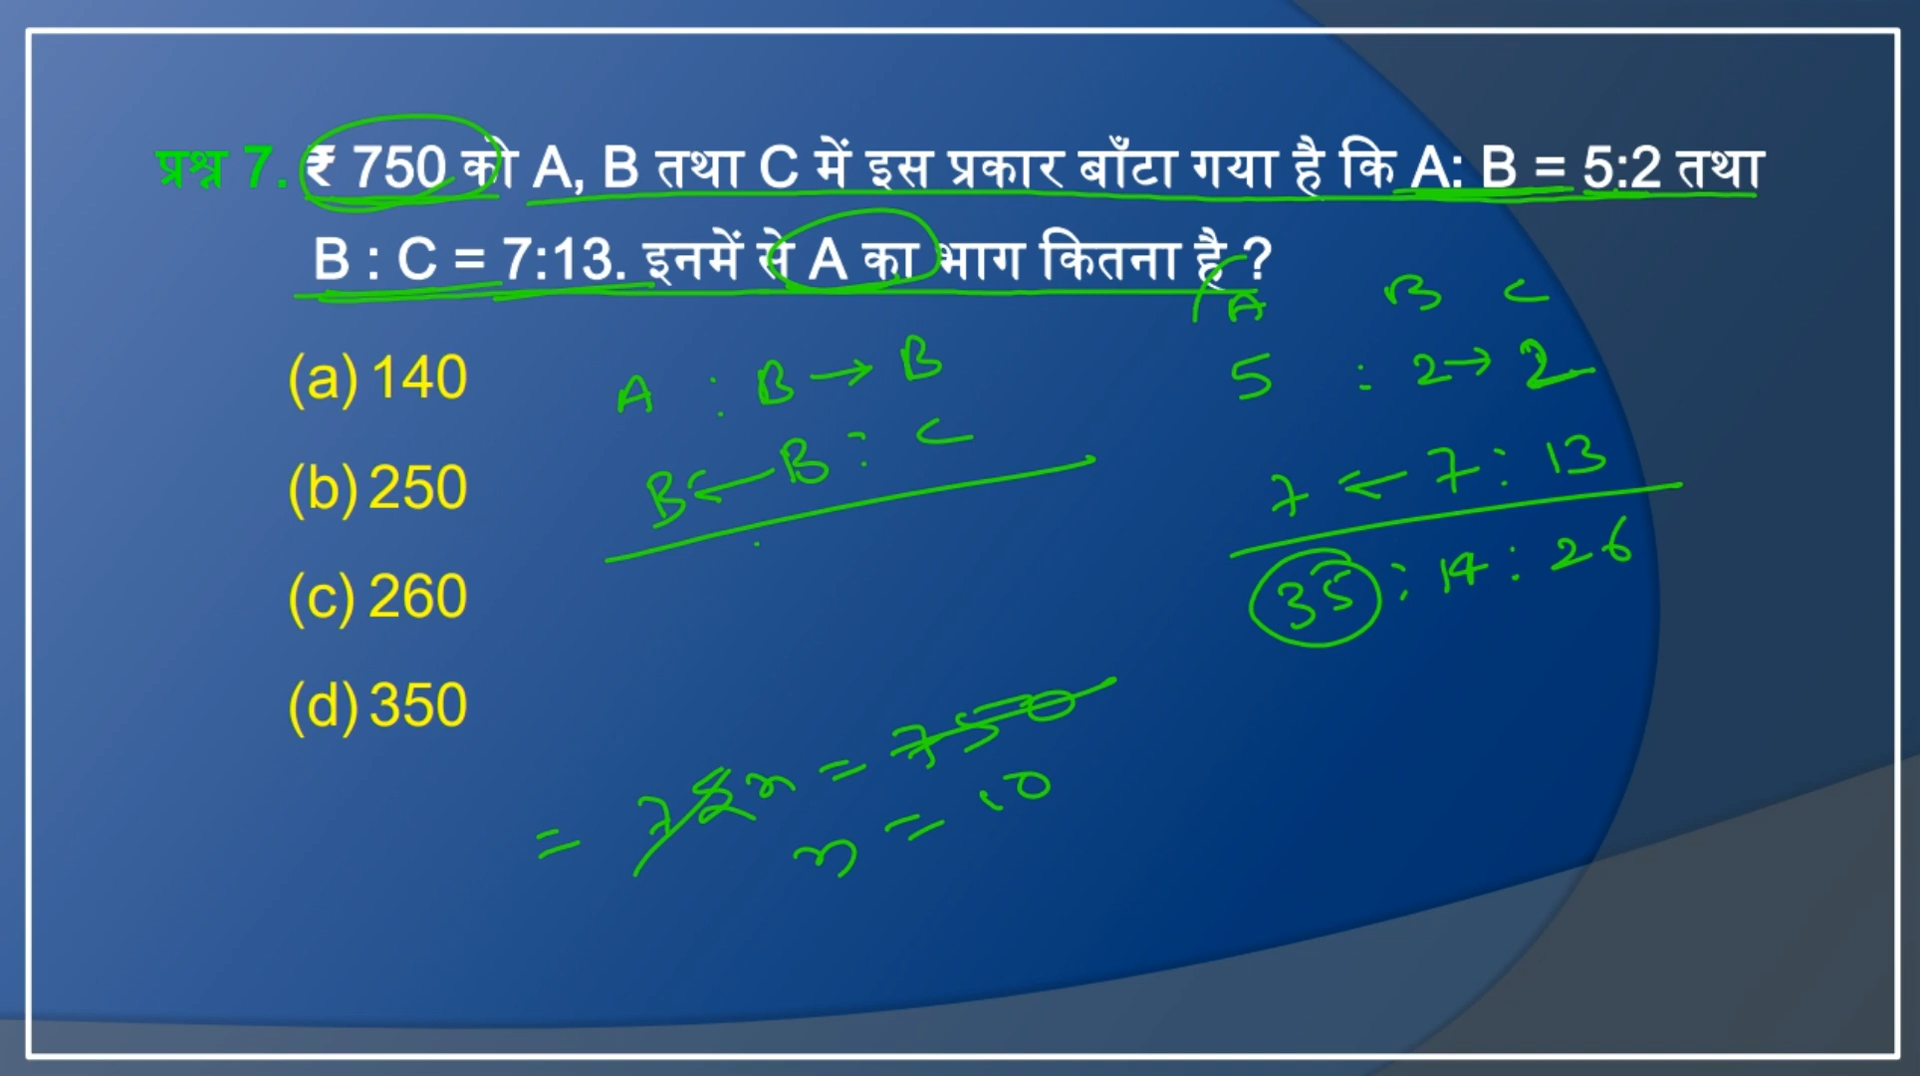 प्रश्न 7. ₹ 750 को A, B तथा C में इस प्रकार बाँटा गया है कि A: B = 5:2 तथा
B : C = 7:13. इनमें से A का भाग कितना है ?
(a) 140
(b) 250
(c) 260
(d) 350
A : B → B
B ← B : C
A B C
5 : 2 → 2
7 ← 7 : 13
35 : 14 : 26
= 75x = 750
x = 10